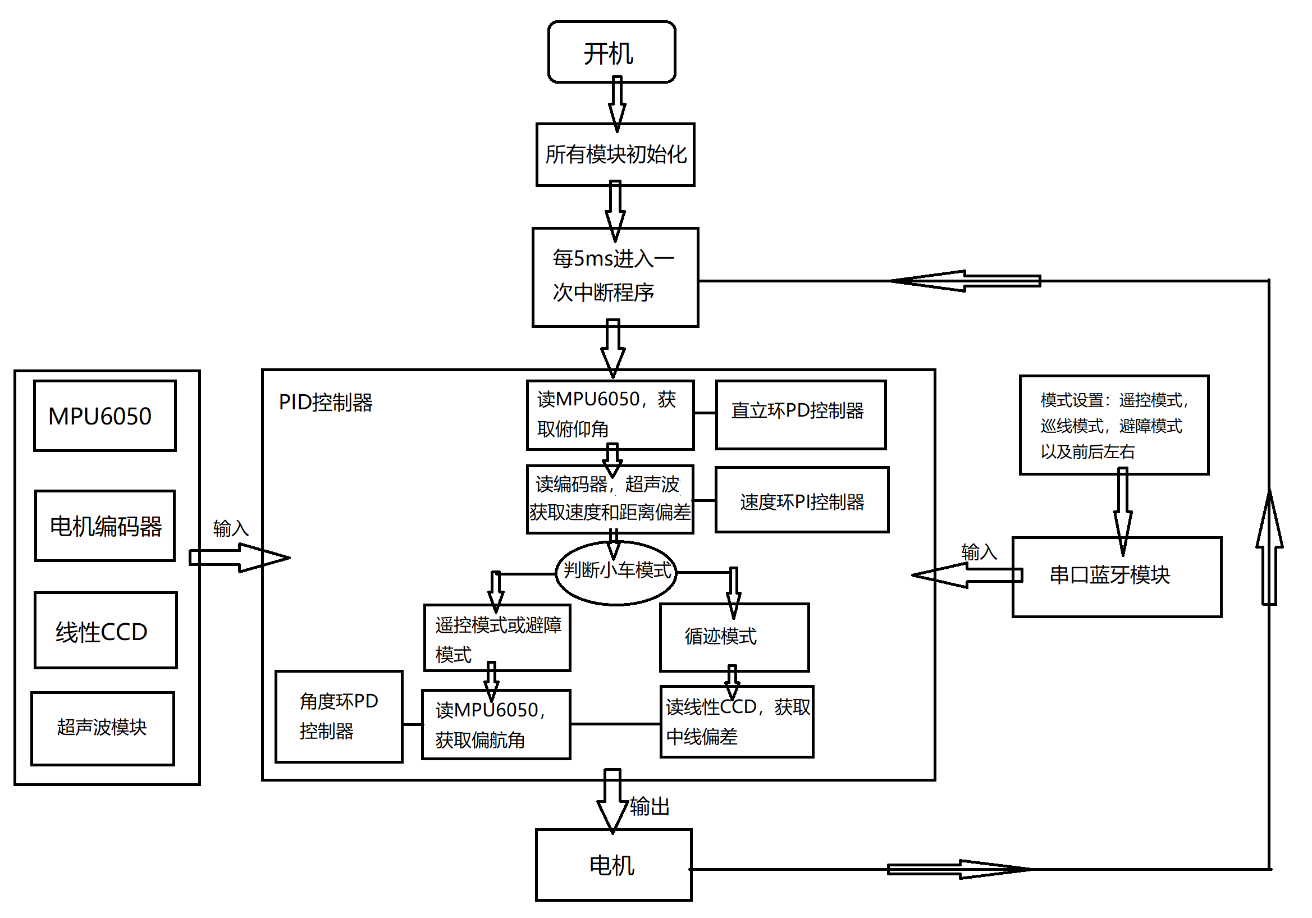 开机
所有模块初始化
每5ms进入一
次中断程序
MPU6050
电机编码器
线性CCD
超声波模块
输入
PID控制器
读MPU6050，获
取俯仰角
直立环PD控制器
读编码器，超声波
获取速度和距离偏差
速度环PI控制器
判断小车模式
遥控模式或避障
模式
循迹模式
角度环PD
控制器
读MPU6050，
获取偏航角
读线性CCD，获取
中线偏差
模式设置：遥控模式，
巡线模式，避障模式
以及前后左右
输入
串口蓝牙模块
输出
电机